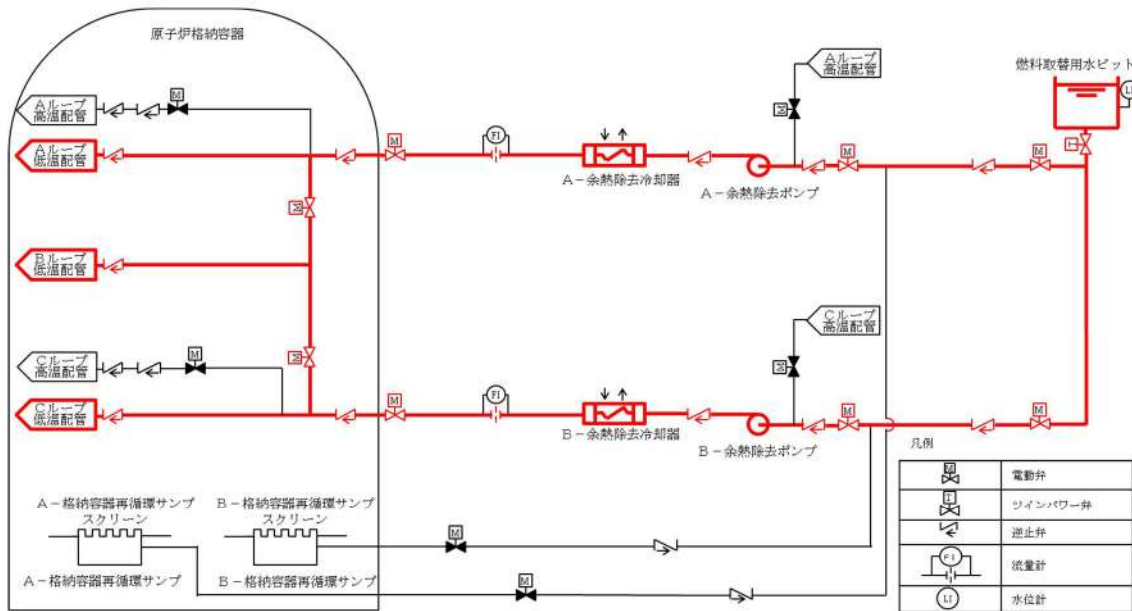 原子炉格納容器
Aループ
高温配管
M
Aループ
低温配管
M
Bループ
低温配管
Cループ
高温配管
M
M
Cループ
低温配管
M
FI
A-余熱除去冷却器
A-余熱除去ポンプ
Aループ
高温配管
M
M
M
燃料取替用水ピット
LI
T
M
FI
B-余熱除去冷却器
B-余熱除去ポンプ
Cループ
高温配管
M
M
M
A-格納容器再循環サンプ
スクリーン
A-格納容器再循環サンプ
B-格納容器再循環サンプ
スクリーン
B-格納容器再循環サンプ
M
M
凡例
M
電動弁
T
ツインパワー弁
逆止弁
FI
流量計
LI
水位計